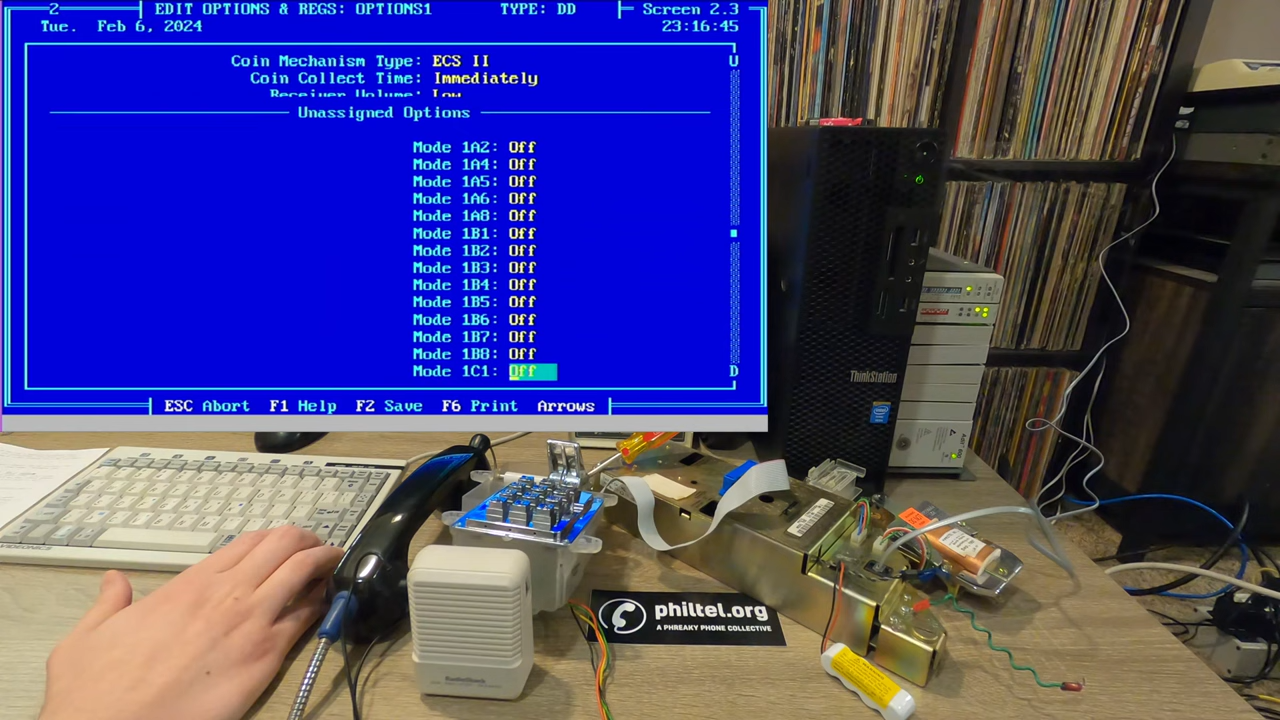 2
EDIT OPTIONS & REGS: OPTIONS1
TYPE: DD
Screen 2.3
Tue. Feb 6, 2024
23:16:45
Coin Mechanism Type: ECS II
U
Coin Collect Time: Immediately
Receiver Volume: Low
Unassigned Options
Mode 1A2: Off
Mode 1A4: Off
Mode 1A5: Off
Mode 1A6: Off
Mode 1A8: Off
Mode 1B1: Off
Mode 1B2: Off
Mode 1B3: Off
Mode 1B4: Off
Mode 1B5: Off
Mode 1B6: Off
Mode 1B7: Off
Mode 1B8: Off
Mode 1C1: Off
D
ESC Abort F1 Help F2 Save F6 Print Arrows
ThinkStation
philtel.org
A PHREAKY PHONE COLLECTIVE
RadioShack